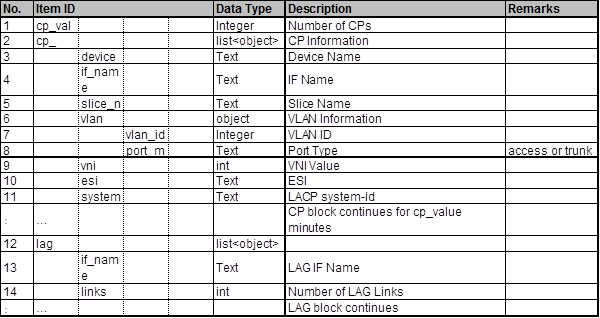 No. Item ID Data Type Description Remarks
1 cp_val Integer Number of CPs
2 cp_ list<object> CP Information
3 device Text Device Name
4 if_nam
e Text IF Name
5 slice_n Text Slice Name
6 vlan object VLAN Information
7 vlan_id Integer VLAN ID
8 port_m Text Port Type access or trunk
9 vni int VNI Value
10 esi Text ESI
11 system Text LACP system-id
: ... CP block continues for cp_value
minutes
12 lag list<object>
13 if_nam
e Text LAG IF Name
14 links int Number of LAG Links
: ... LAG block continues